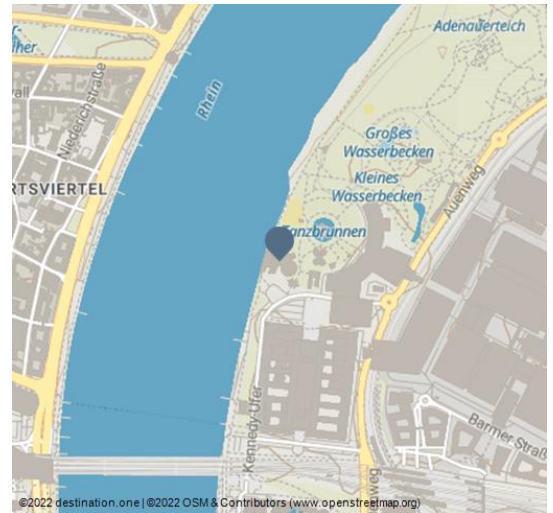 Adenauerteich
Rhein
Niederichstraße
Großes
Wasserbecken
Kleines
Wasserbecken
RTSVIERTEL
Auenweg
Tanzbrunnen
Kennedy-Ufer
Barmer Straß
©2022 destination.one | ©2022 OSM & Contributors (www.openstreetmap.org)